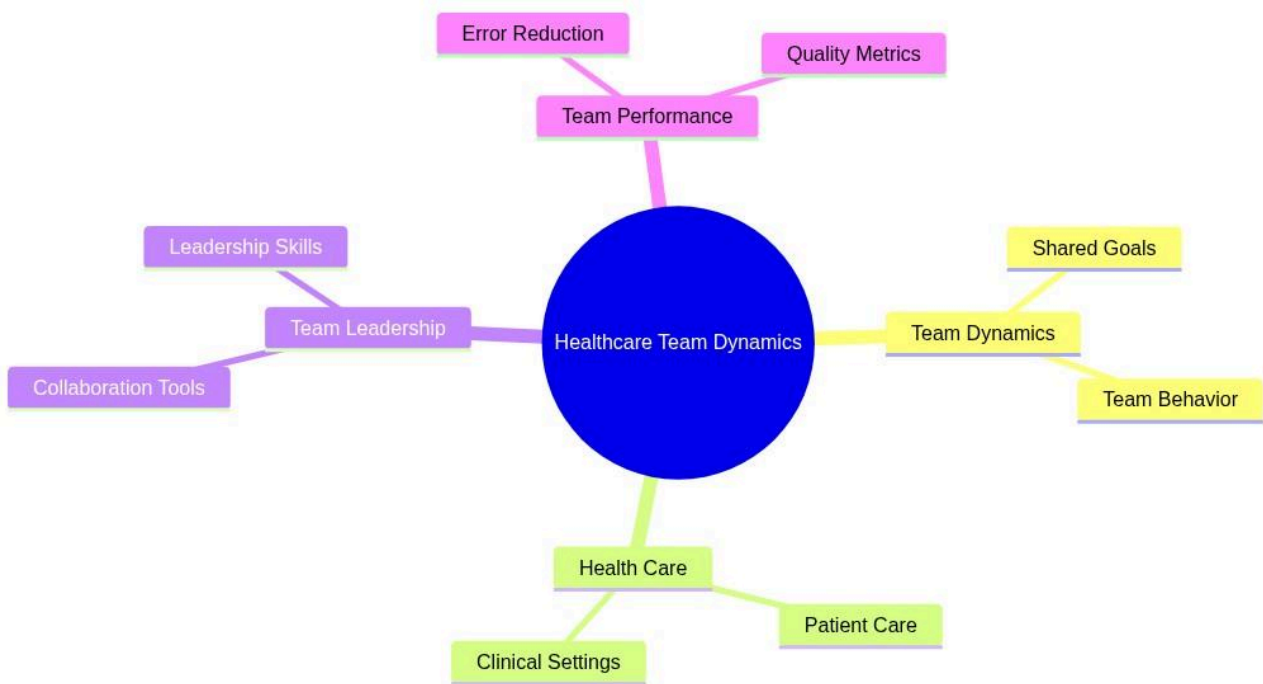 Error Reduction
Quality Metrics
Team Performance
Leadership Skills
Shared Goals
Team Leadership
Healthcare Team Dynamics
Team Dynamics
Collaboration Tools
Team Behavior
Health Care
Patient Care
Clinical Settings